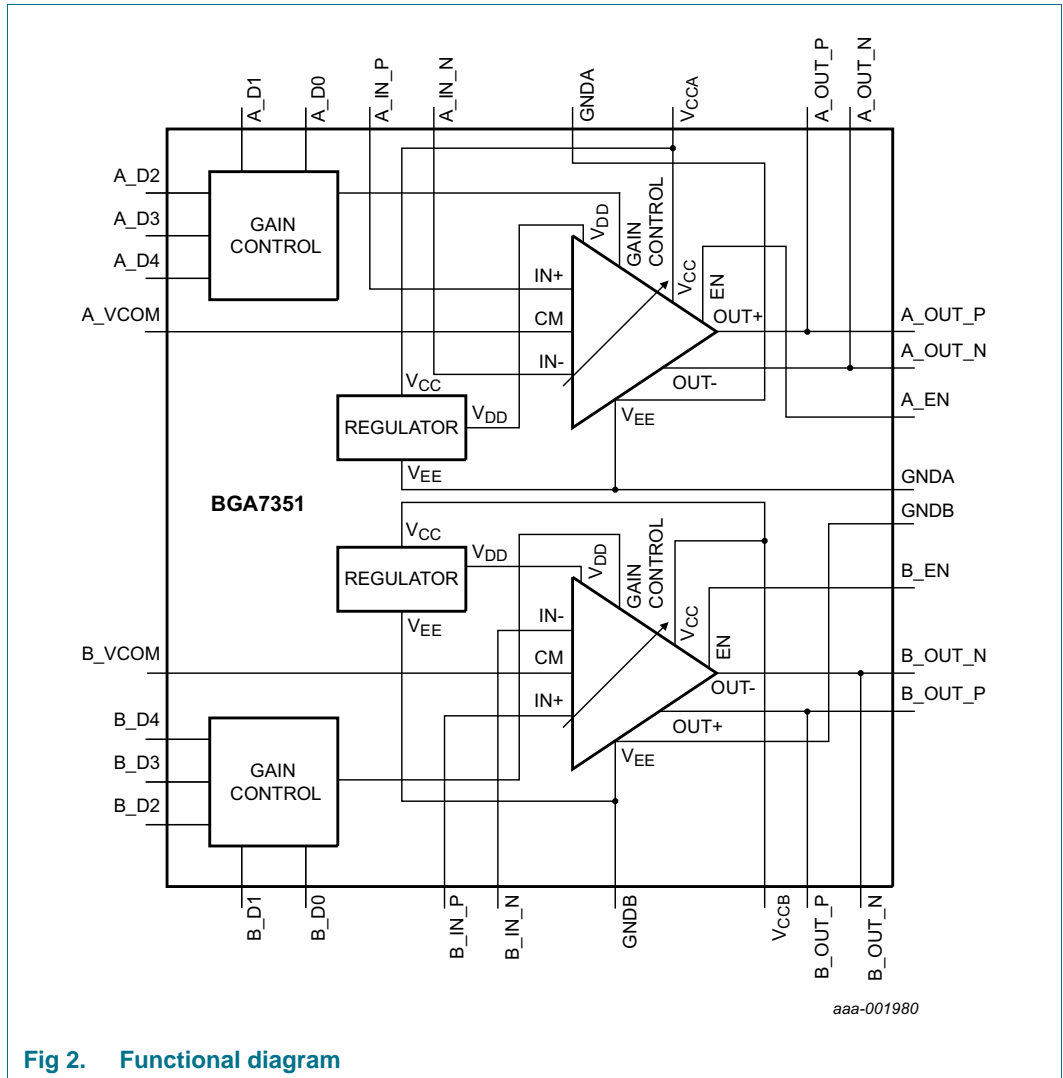 A_D1
A_D0
A_IN_P
A_IN_N
GNDA
VCCA
A_OUT_P
A_OUT_N
A_D2
A_D3
A_D4
GAIN
CONTROL
VDD
GAIN
CONTROL
VCC
EN
IN+
CM
IN-
OUT+
OUT-
VEE
A_VCOM
A_OUT_P
A_OUT_N
A_EN
VCC
REGULATOR
VDD
VEE
GNDA
BGA7351
GNDB
VCC
REGULATOR
VDD
VEE
VDD
GAIN
CONTROL
VCC
EN
B_EN
IN-
CM
IN+
OUT-
OUT+
VEE
B_VCOM
B_OUT_N
B_OUT_P
B_D4
B_D3
B_D2
GAIN
CONTROL
B_D1
B_D0
B_IN_P
B_IN_N
GNDB
VCCB
B_OUT_P
B_OUT_N
aaa-001980
Fig 2. Functional diagram